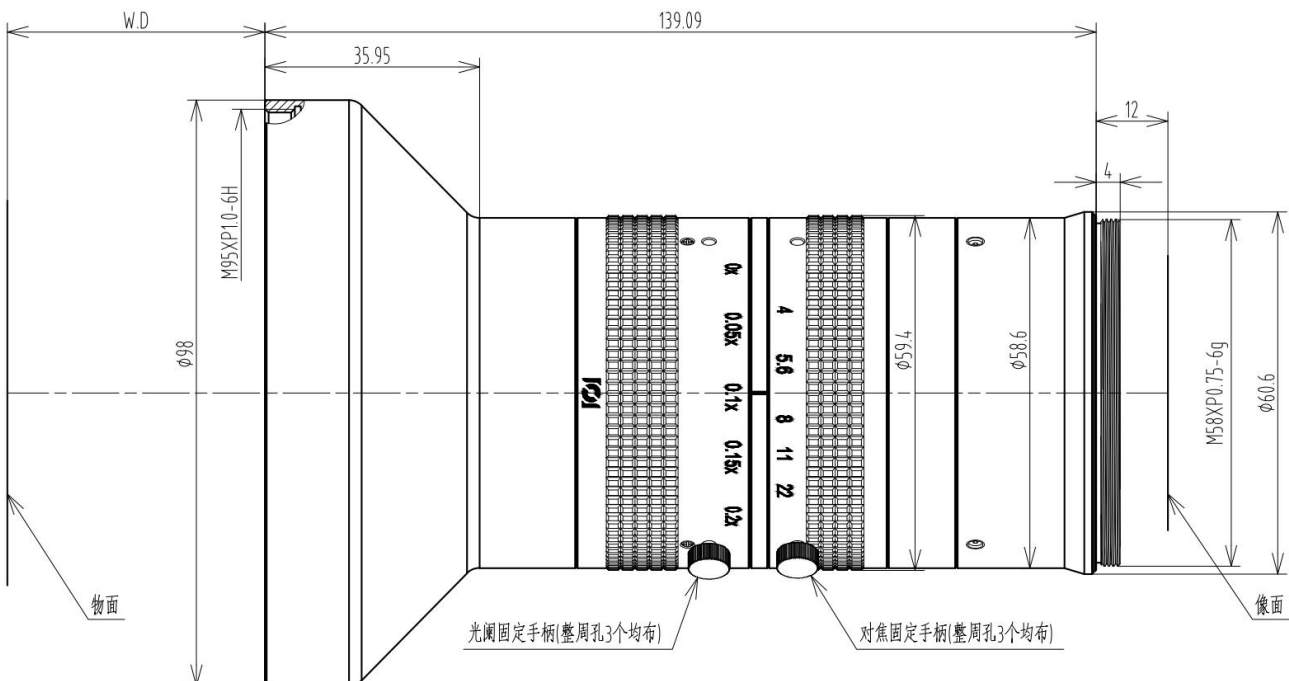 W.D
139.09
35.95
12
4
M95XP1.0-6H
ϕ98
0x
0.05x
0.1x
0.15x
0.2x
4
5.6
8
11
22
ϕ59.4
ϕ58.6
M58XP0.75-6g
ϕ60.6
物面
光阑固定手柄(整周孔3个均布)
对焦固定手柄(整周孔3个均布)
像面